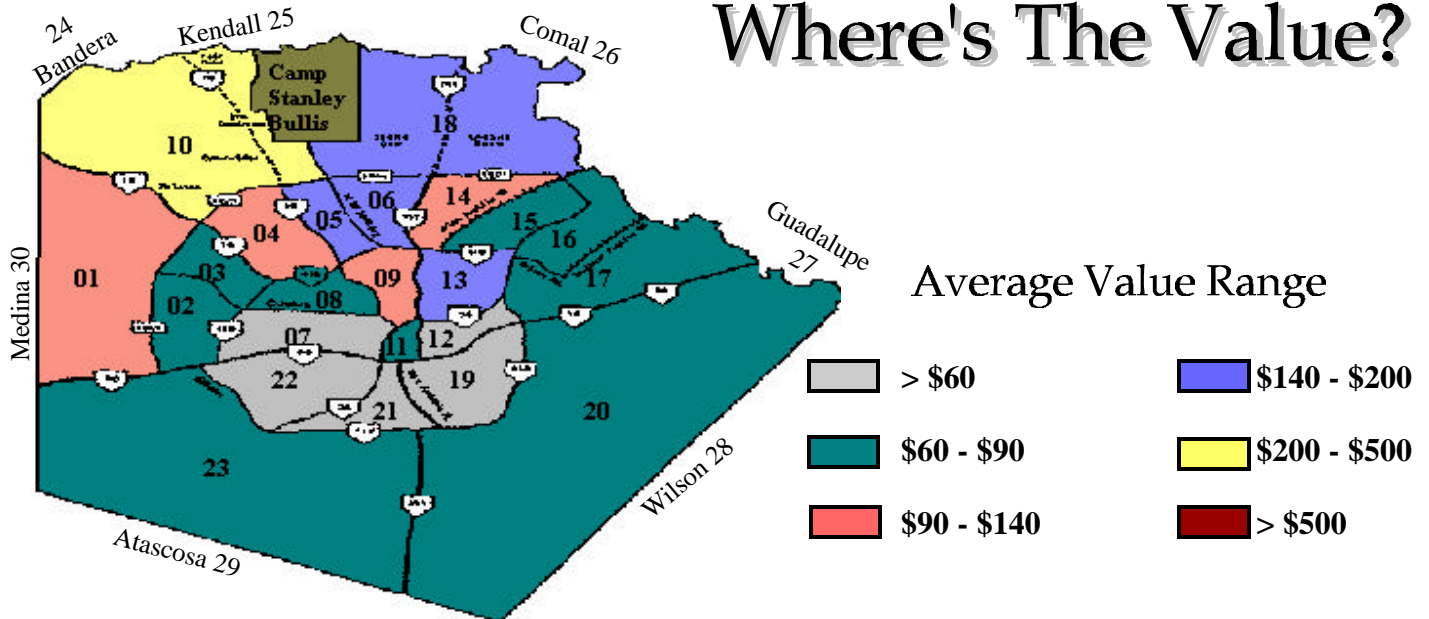 Where's The Value?
24
Bandera
Kendall 25
Comal 26
Camp
Stanley
Bullis
18
10
06
14
05
15
04
16
Guadalupe
27
Medina 30
01
03
09
13
17
02
08
07
11
12
22
19
21
20
23
Wilson 28
Atascosa 29
Average Value Range
> $60
$140 - $200
$60 - $90
$200 - $500
$90 - $140
> $500